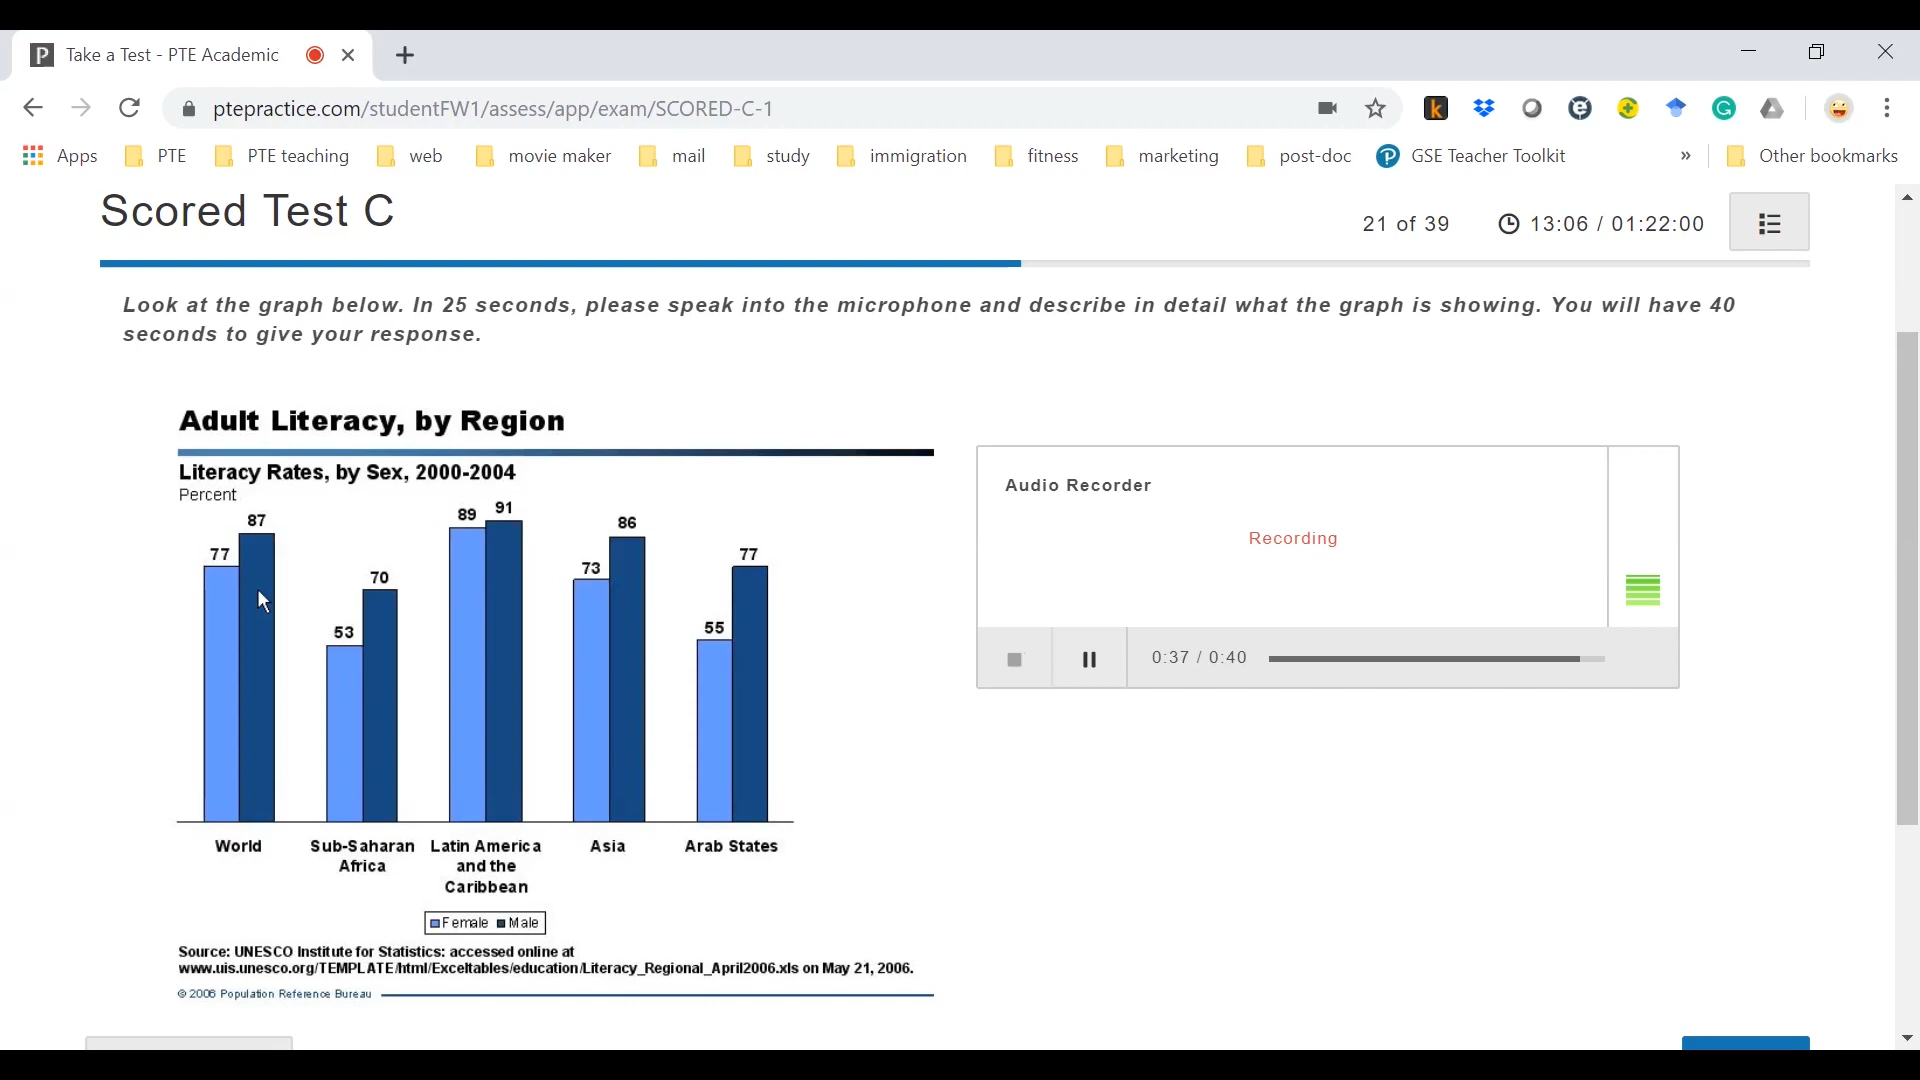 Take a Test - PTE Academic
ptepractice.com/studentFW1/assess/app/exam/SCORED-C-1
Apps PTE PTE teaching web movie maker mail study immigration fitness marketing post-doc GSE Teacher Toolkit » Other bookmarks
Scored Test C
21 of 39 13:06 / 01:22:00
Look at the graph below. In 25 seconds, please speak into the microphone and describe in detail what the graph is showing. You will have 40
seconds to give your response.
Adult Literacy, by Region
Literacy Rates, by Sex, 2000-2004
Percent
77 87 53 70 89 91 73 86 55 77
World Sub-Saharan Latin America Asia Arab States
Africa and the
Caribbean
Female Male
Source: UNESCO Institute for Statistics: accessed online at
www.uis.unesco.org/TEMPLATE/html/Exceltables/education/Literacy_Regional_April2006.xls on May 21, 2006.
© 2006 Population Reference Bureau
Audio Recorder
Recording
0:37 / 0:40